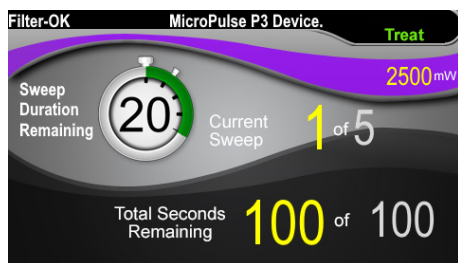 Filter-OK MicroPulse P3 Device. Treat
2500mW
Sweep
Duration
Remaining
20
Current
Sweep
1 of 5
Total Seconds
Remaining
100 of 100